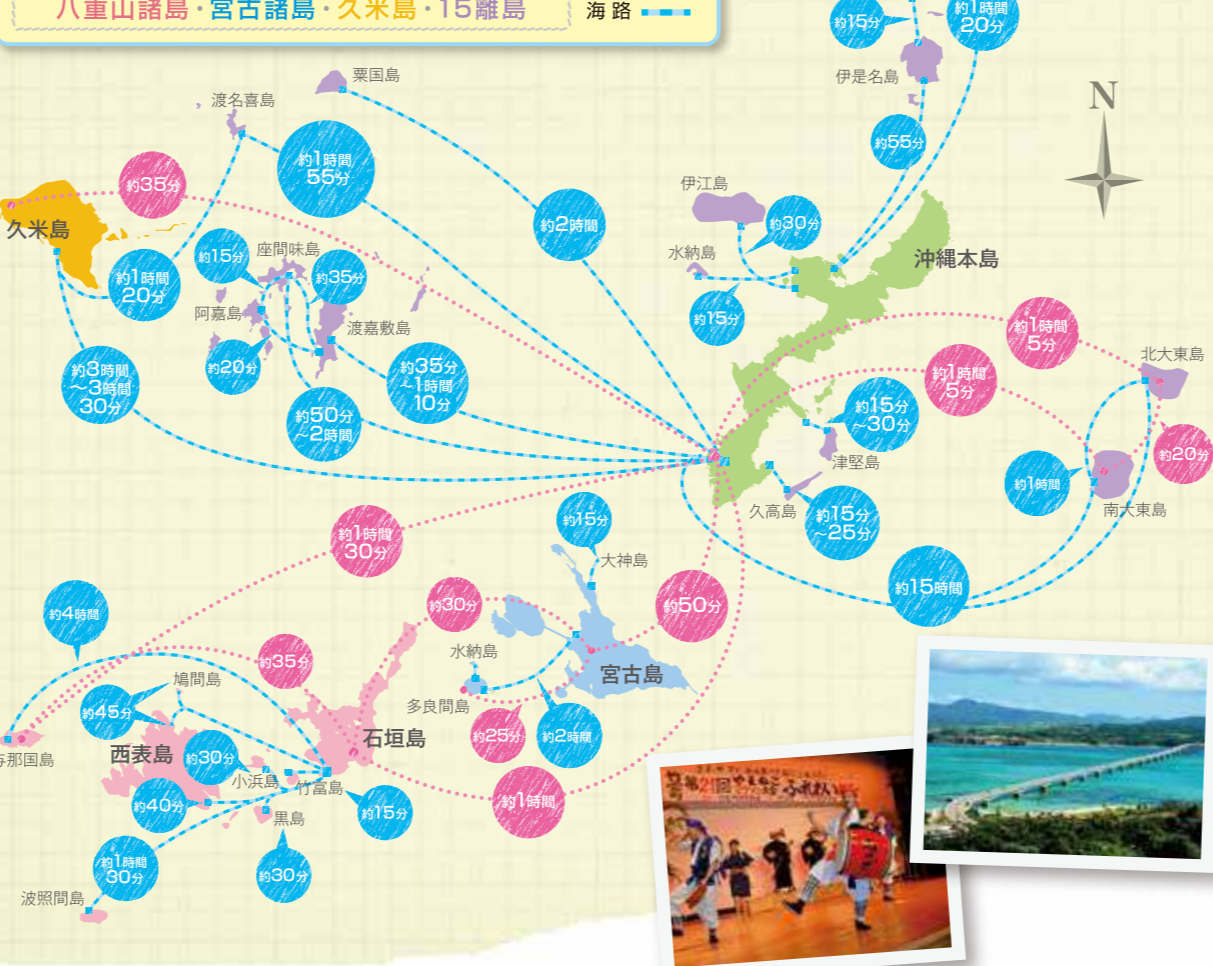 八重山諸島・宮古諸島・久米島・15離島
海路
約15分
約1時間
20分
伊是名島
粟国島
渡名喜島
N
約55分
約1時間
55分
約35分
伊江島
約2時間
約30分
久米島
水納島
沖縄本島
座間味島
約15分
約35分
約1時間
20分
阿嘉島
渡嘉敷島
約15分
約1時間
5分
北大東島
約20分
約3時間
~3時間
30分
約35分
~1時間
10分
約1時間
5分
約50分
~2時間
約15分
~30分
津堅島
約20分
約1時間
南大東島
久高島
約15分
~25分
約1時間
30分
約15分
大神島
約15時間
約4時間
約30分
約50分
水納島
宮古島
約35分
鳩間島
多良間島
約45分
約25分
約2時間
与那国島
西表島
石垣島
約30分
小浜島
竹富島
約40分
黒島
約15分
約1時間
約1時間
30分
約30分
波照間島
第21回やまねこ
ふれあい